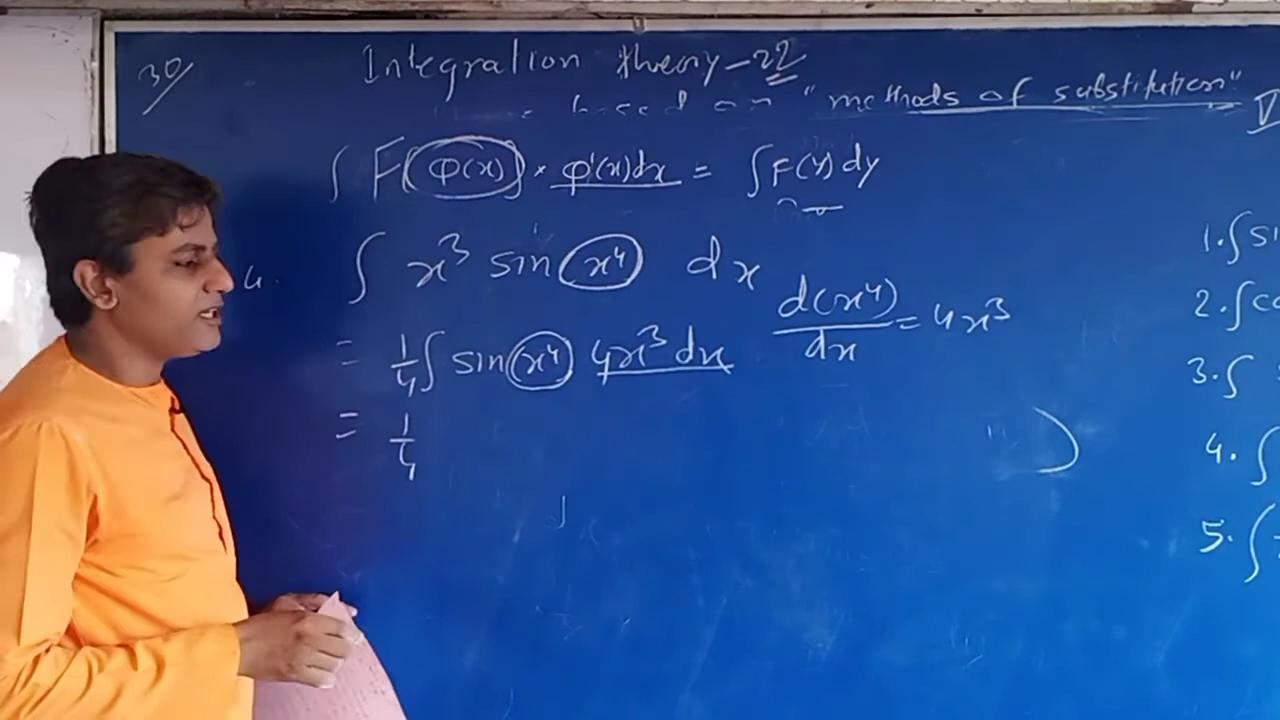 30/
Integration theory-22
based on "methods of substitution" V
∫ F(φ(x)) × φ'(x)dx = ∫F(y)dy
4. ∫ x³ sin(x⁴) dx
d(x⁴)/dx = 4x³
= 1/4 ∫ sin(x⁴) 4x³ dx
= 1/4
1. ∫si
2. ∫co
3. ∫
4. ∫
5. ∫